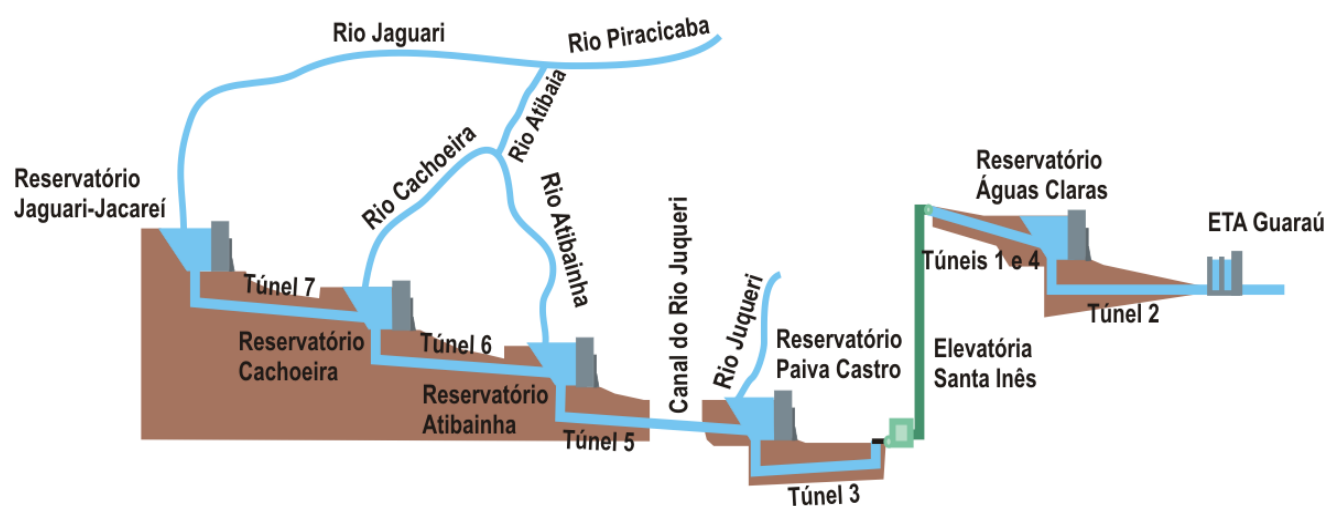 Rio Jaguari
Rio Piracicaba
Rio Atibaia
Rio Cachoeira
Rio Atibainha
Reservatório
Jaguari-Jacareí
Túnel 7
Reservatório
Cachoeira
Túnel 6
Reservatório
Atibainha
Túnel 5
Canal do Rio Juqueri
Rio Juqueri
Reservatório
Paiva Castro
Túnel 3
Elevatória
Santa Inês
Reservatório
Águas Claras
Túneis 1 e 4
Túnel 2
ETA Guaraú